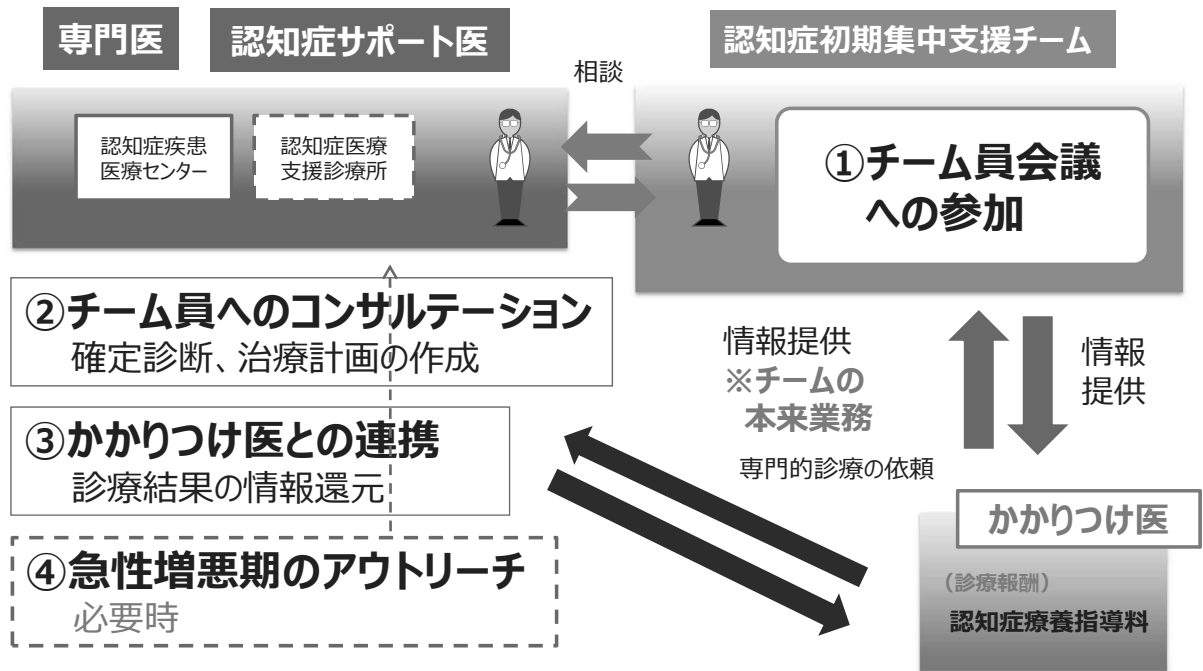 専門医
認知症サポート医
認知症初期集中支援チーム
相談
認知症疾患
医療センター
認知症医療
支援診療所
①チーム員会議
への参加
②チーム員へのコンサルテーション
確定診断、治療計画の作成
情報提供
※チームの
本来業務
情報
提供
③かかりつけ医との連携
診療結果の情報還元
専門的診療の依頼
かかりつけ医
（診療報酬）
認知症療養指導料
④急性増悪期のアウトリーチ
必要時